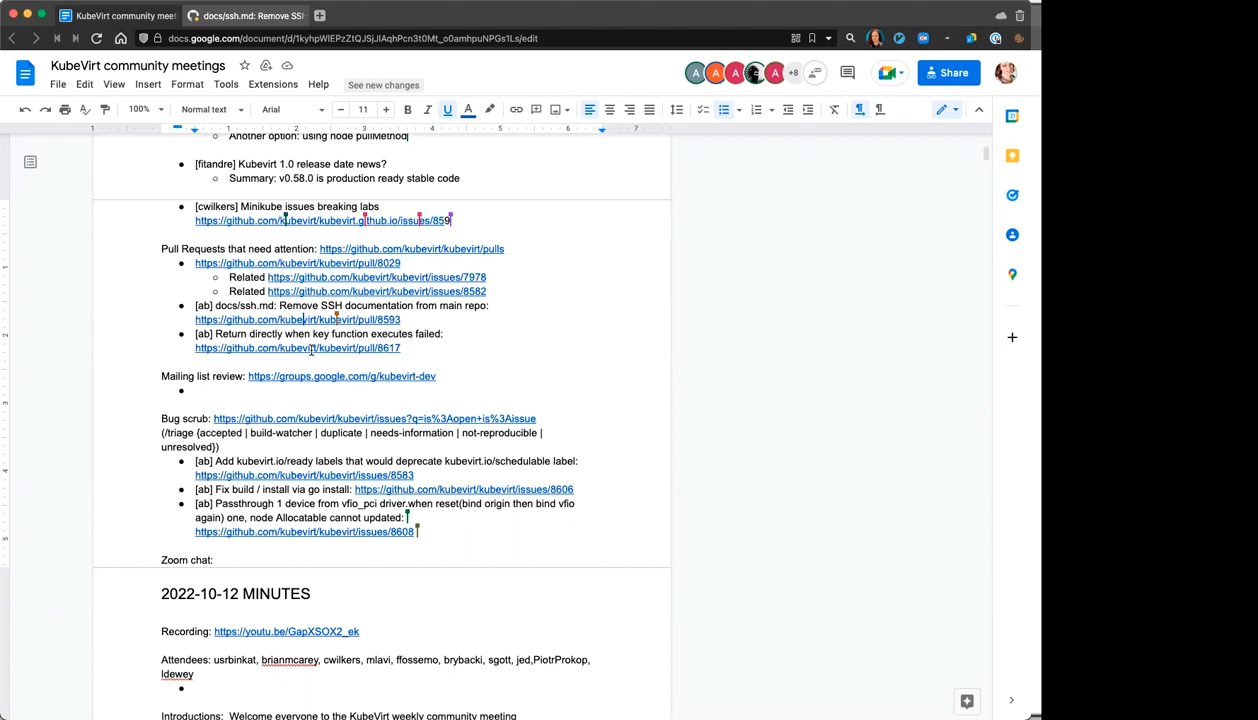 KubeVirt community meeti
docs/ssh.md: Remove SS
docs.google.com/document/d/1kyhpWlEPzZtQJSjJlAqhPcn3t0Mt_o0amhpuNPGs1Ls/edit
KubeVirt community meetings
File Edit View Insert Format Tools Extensions Help See new changes
A A A A +8 Share
100% Normal text Arial 11 B I U A
1 1 2 3 4 5 6 7
Another option: using node pullMethod
[fitandre] Kubevirt 1.0 release date news?
Summary: v0.58.0 is production ready stable code
[cwilkers] Minikube issues breaking labs
https://github.com/kubevirt/kubevirt.github.io/issues/859
Pull Requests that need attention: https://github.com/kubevirt/kubevirt/pulls
https://github.com/kubevirt/kubevirt/pull/8029
Related https://github.com/kubevirt/kubevirt/issues/7978
Related https://github.com/kubevirt/kubevirt/issues/8582
[ab] docs/ssh.md: Remove SSH documentation from main repo:
https://github.com/kubevirt/kubevirt/pull/8593
[ab] Return directly when key function executes failed:
https://github.com/kubevirt/kubevirt/pull/8617
Mailing list review: https://groups.google.com/g/kubevirt-dev
Bug scrub: https://github.com/kubevirt/kubevirt/issues?q=is%3Aopen+is%3Aissue
(/triage {accepted | build-watcher | duplicate | needs-information | not-reproducible |
unresolved})
[ab] Add kubevirt.io/ready labels that would deprecate kubevirt.io/schedulable label:
https://github.com/kubevirt/kubevirt/issues/8583
[ab] Fix build / install via go install: https://github.com/kubevirt/kubevirt/issues/8606
[ab] Passthrough 1 device from vfio_pci driver.when reset(bind origin then bind vfio
again) one, node Allocatable cannot updated:
https://github.com/kubevirt/kubevirt/issues/8608
Zoom chat:
2022-10-12 MINUTES
Recording: https://youtu.be/GapXSOX2_ek
Attendees: usrbinkat, brianmcarey, cwilkers, mlavi, ffossemo, brybacki, sgott, jed,PiotrProkop,
ldewey
Introductions: Welcome everyone to the KubeVirt weekly community meeting